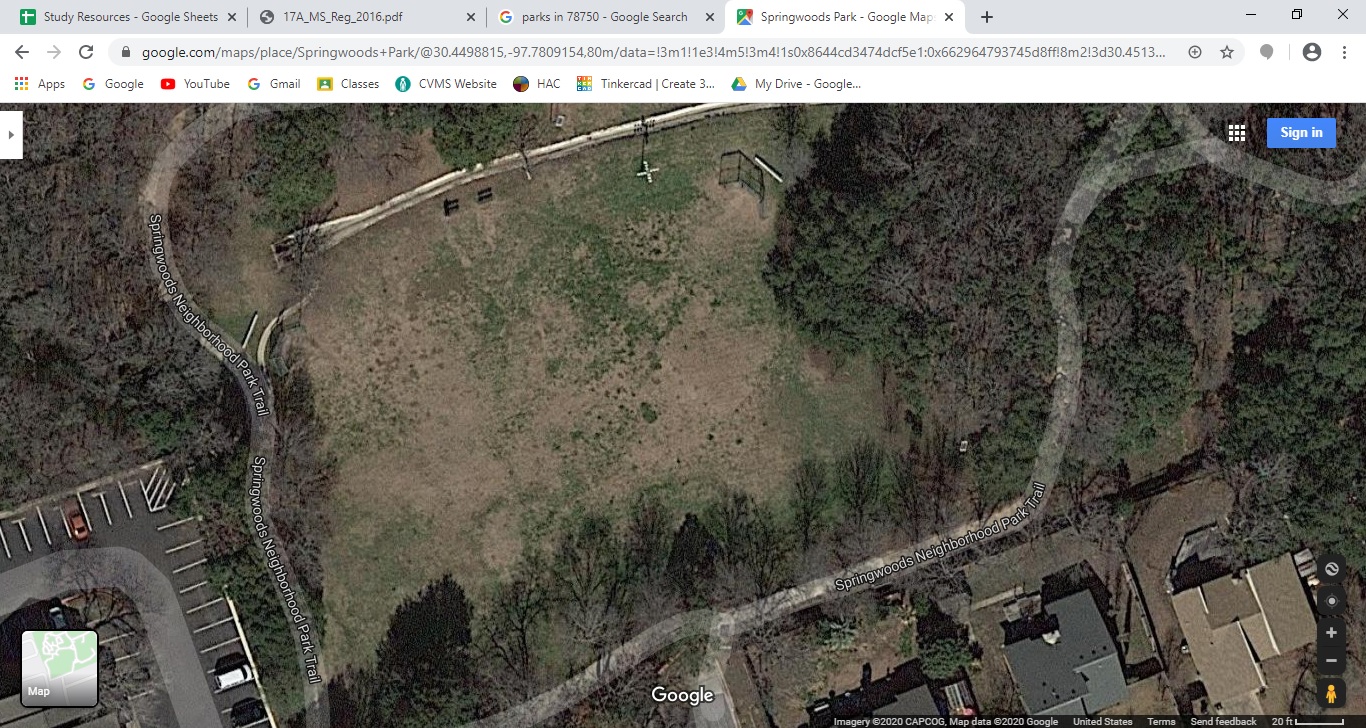 Study Resources - Google Sheets
17A_MS_Reg_2016.pdf
parks in 78750 - Google Search
Springwoods Park - Google Maps
google.com/maps/place/Springwoods+Park/@30.4498815,-97.7809154,80m/data=!3m1!1e3!4m5!3m4!1s0x8644cd3474dcf5e1:0x662964793745d8ff!8m2!3d30.4513...
Apps
Google
YouTube
Gmail
Classes
CVMS Website
HAC
Tinkercad | Create 3...
My Drive - Google...
Sign in
Springwoods Neighborhood Park Trail
Springwoods Neighborhood Park Trail
Springwoods Neighborhood Park Trail
Map
Google
Imagery ©2020 CAPCOG, Map data ©2020 Google United States Terms Send feedback 20 ft